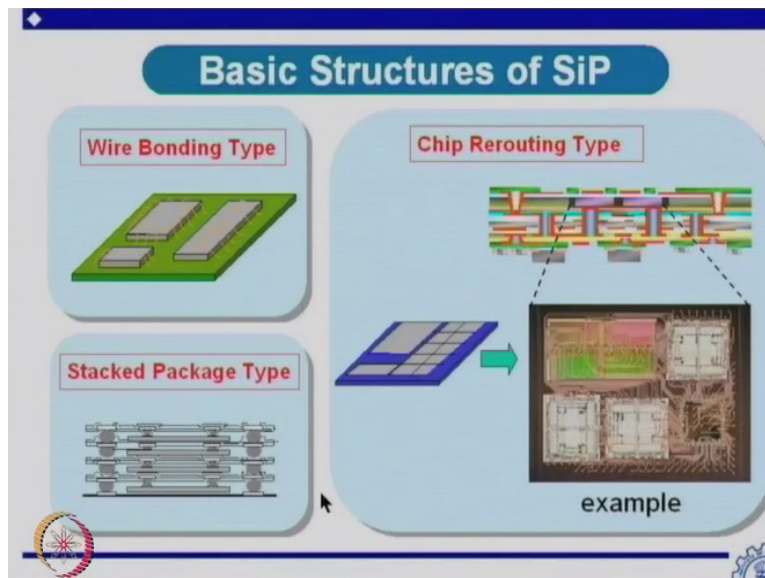 Basic Structures of SiP
Wire Bonding Type
Stacked Package Type
Chip Rerouting Type
example